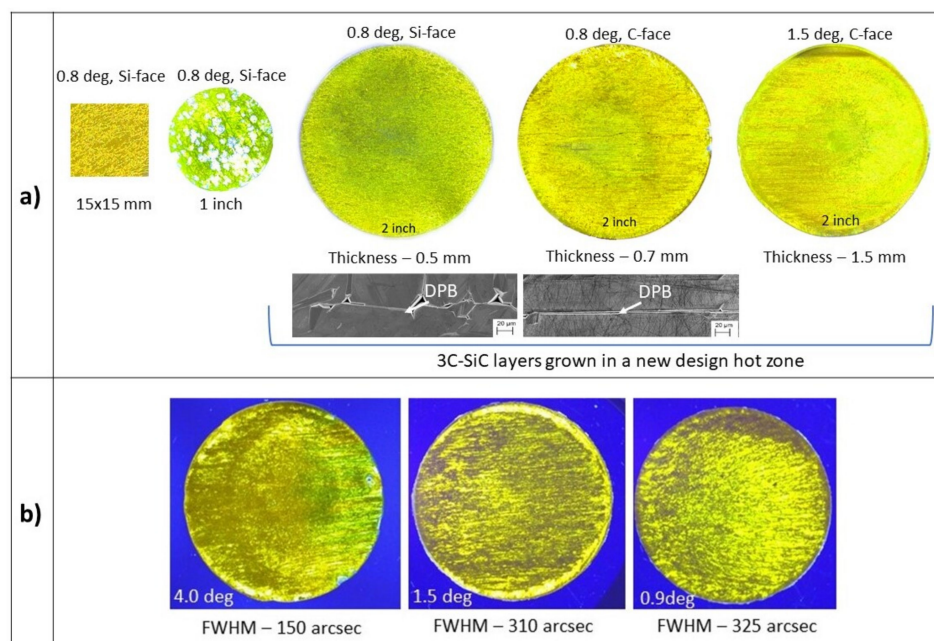 a)
0.8 deg, Si-face
15x15 mm
0.8 deg, Si-face
1 inch
0.8 deg, Si-face
2 inch
Thickness – 0.5 mm
0.8 deg, C-face
2 inch
Thickness – 0.7 mm
1.5 deg, C-face
2 inch
Thickness – 1.5 mm
DPB
20 µm
DPB
20 µm
3C-SiC layers grown in a new design hot zone
b)
4.0 deg
FWHM – 150 arcsec
1.5 deg
FWHM – 310 arcsec
0.9deg
FWHM – 325 arcsec